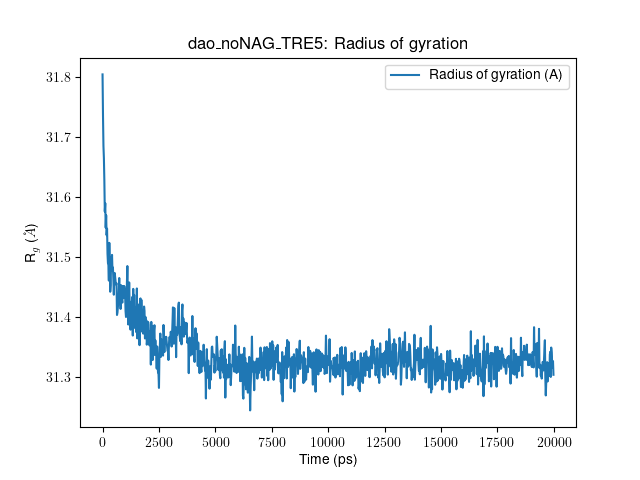 dao_noNAG_TRE5: Radius of gyration
Radius of gyration (A)
31.8
31.7
31.6
31.5
31.4
31.3
R_g (Å)
0 2500 5000 7500 10000 12500 15000 17500 20000
Time (ps)